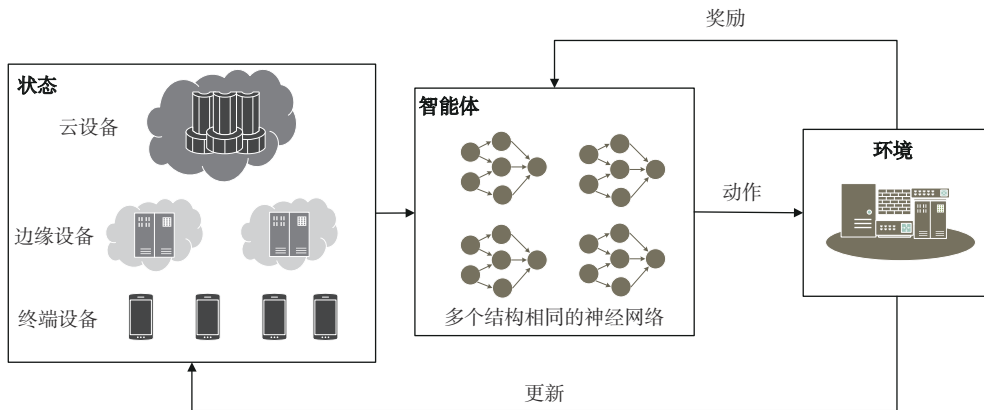 奖励
状态
云设备
边缘设备
终端设备
智能体
多个结构相同的神经网络
动作
环境
更新